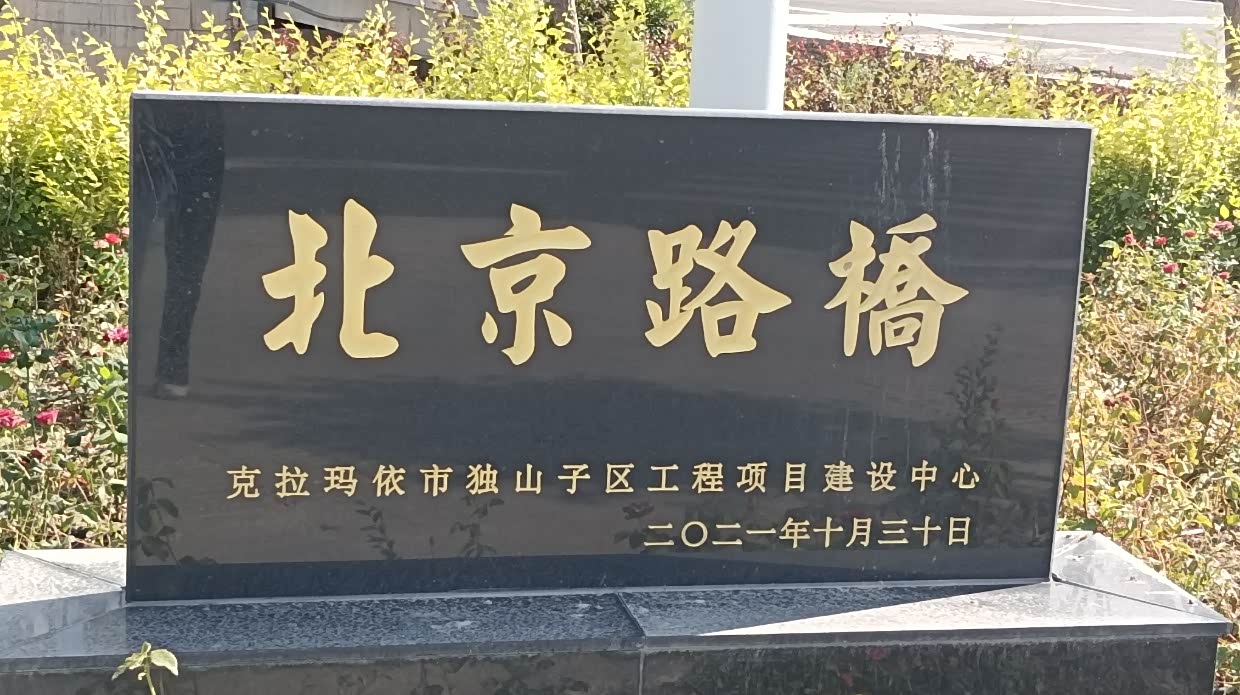 北京路橋
克拉玛依市独山子区工程项目建设中心
二〇二一年十月三十日